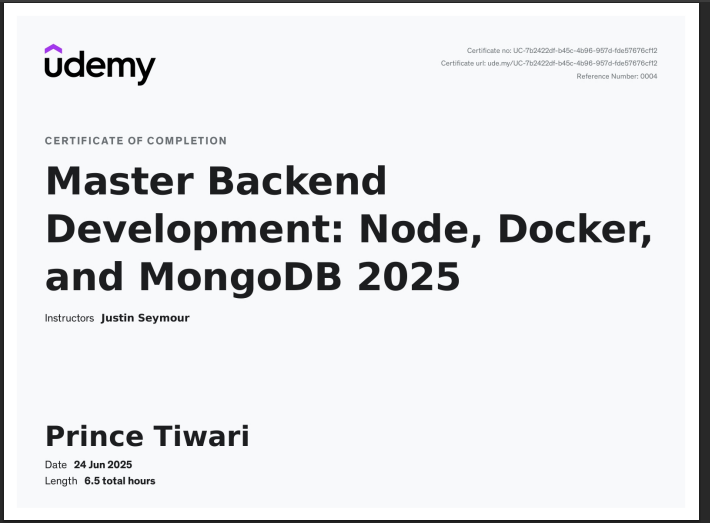 udemy
Certificate no: UC-7b2422df-b45c-4b96-957d-fde57676cf12
Certificate url: ude.my/UC-7b2422df-b45c-4b96-957d-fde57676cf12
Reference Number: 0004
CERTIFICATE OF COMPLETION
Master Backend
Development: Node, Docker,
and MongoDB 2025
Instructors Justin Seymour
Prince Tiwari
Date 24 Jun 2025
Length 6.5 total hours